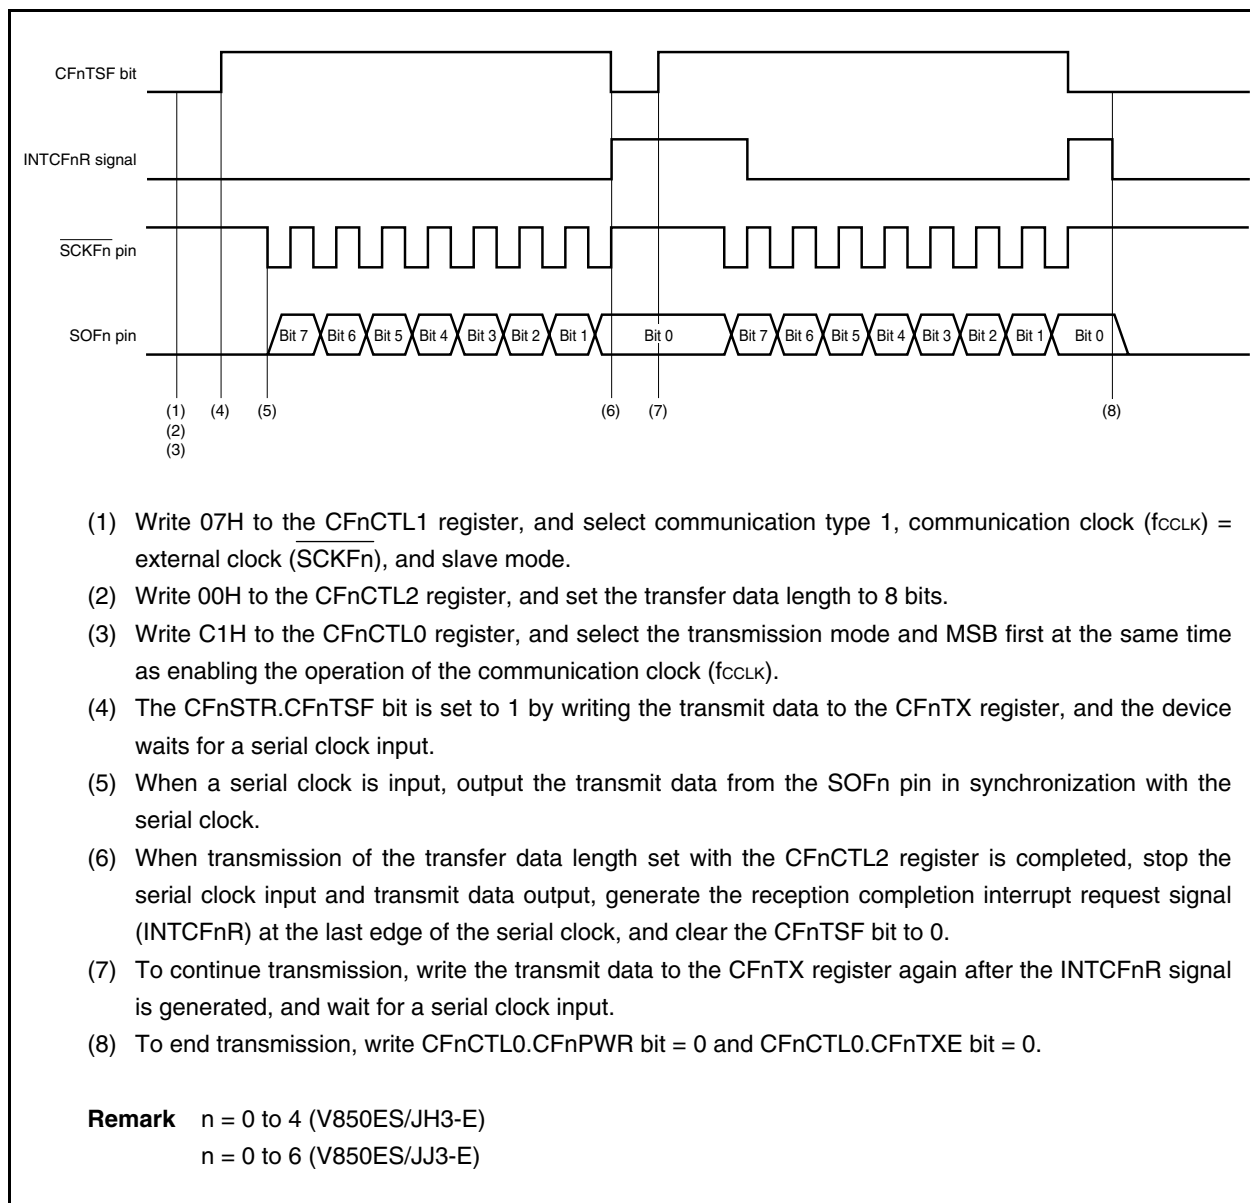 CFnTSF bit
INTCFnR signal
SCKFn pin
SOFn pin
Bit 7 Bit 6 Bit 5 Bit 4 Bit 3 Bit 2 Bit 1 Bit 0 Bit 7 Bit 6 Bit 5 Bit 4 Bit 3 Bit 2 Bit 1 Bit 0
(1) (4) (5) (6) (7) (8)
(2)
(3)
(1) Write 07H to the CFnCTL1 register, and select communication type 1, communication clock (fCCLK) =
external clock (SCKFn), and slave mode.
(2) Write 00H to the CFnCTL2 register, and set the transfer data length to 8 bits.
(3) Write C1H to the CFnCTL0 register, and select the transmission mode and MSB first at the same time
as enabling the operation of the communication clock (fCCLK).
(4) The CFnSTR.CFnTSF bit is set to 1 by writing the transmit data to the CFnTX register, and the device
waits for a serial clock input.
(5) When a serial clock is input, output the transmit data from the SOFn pin in synchronization with the
serial clock.
(6) When transmission of the transfer data length set with the CFnCTL2 register is completed, stop the
serial clock input and transmit data output, generate the reception completion interrupt request signal
(INTCFnR) at the last edge of the serial clock, and clear the CFnTSF bit to 0.
(7) To continue transmission, write the transmit data to the CFnTX register again after the INTCFnR signal
is generated, and wait for a serial clock input.
(8) To end transmission, write CFnCTL0.CFnPWR bit = 0 and CFnCTL0.CFnTXE bit = 0.
Remark n = 0 to 4 (V850ES/JH3-E)
n = 0 to 6 (V850ES/JJ3-E)